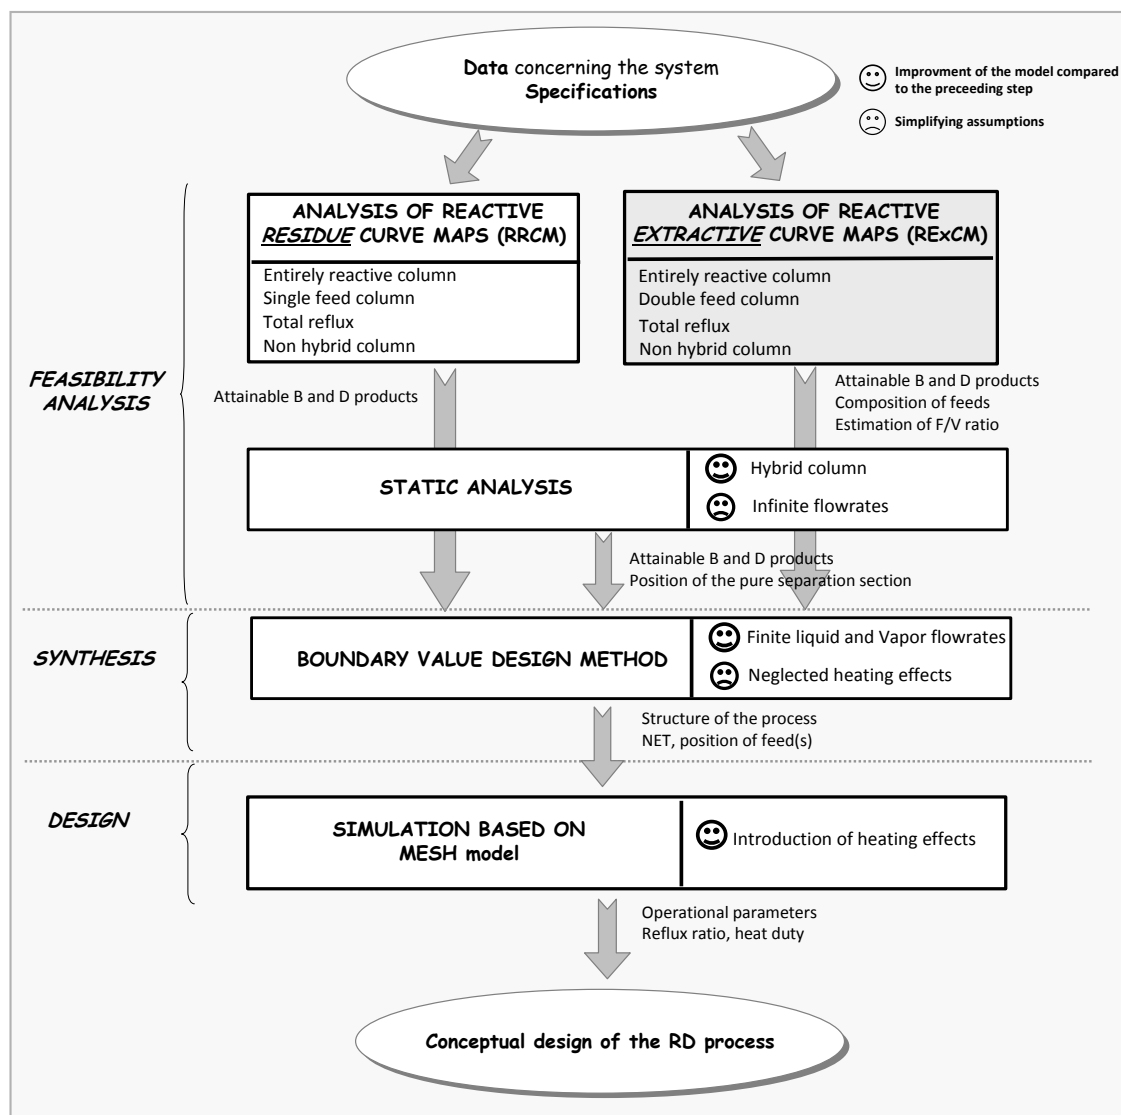 Data concerning the system
Specifications
Improvment of the model compared
to the preceeding step
Simplifying assumptions
ANALYSIS OF REACTIVE
RESIDUE CURVE MAPS (RRCM)
Entirely reactive column
Single feed column
Total reflux
Non hybrid column
ANALYSIS OF REACTIVE
EXTRACTIVE CURVE MAPS (RExCM)
Entirely reactive column
Double feed column
Total reflux
Non hybrid column
FEASIBILITY
ANALYSIS
Attainable B and D products
Attainable B and D products
Composition of feeds
Estimation of F/V ratio
STATIC ANALYSIS
Hybrid column
Infinite flowrates
Attainable B and D products
Position of the pure separation section
SYNTHESIS
BOUNDARY VALUE DESIGN METHOD
Finite liquid and Vapor flowrates
Neglected heating effects
Structure of the process
NET, position of feed(s)
DESIGN
SIMULATION BASED ON
MESH model
Introduction of heating effects
Operational parameters
Reflux ratio, heat duty
Conceptual design of the RD process